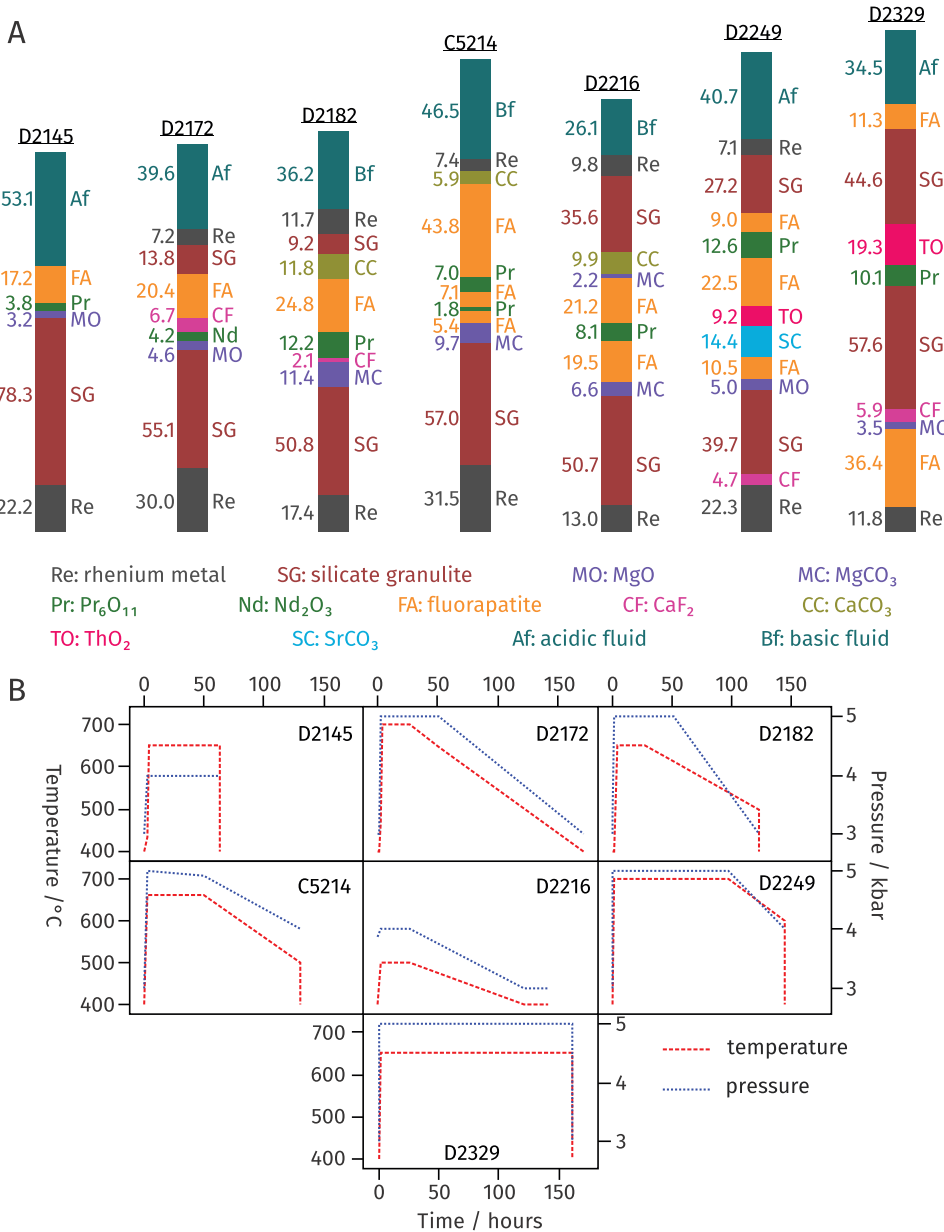 A
D2145
53.1 Af
17.2 FA
3.8 Pr
3.2 MO
78.3 SG
22.2 Re
D2172
39.6 Af
7.2 Re
13.8 SG
20.4 FA
6.7 CF
4.2 Nd
4.6 MO
55.1 SG
30.0 Re
D2182
36.2 Bf
11.7 Re
9.2 SG
11.8 CC
24.8 FA
12.2 Pr
2.1 CF
11.4 MC
50.8 SG
17.4 Re
C5214
46.5 Bf
7.4 Re
5.9 CC
43.8 FA
7.0 Pr
7.1 FA
1.8 Pr
5.4 FA
9.7 MC
57.0 SG
31.5 Re
D2216
26.1 Bf
9.8 Re
35.6 SG
9.9 CC
2.2 MC
21.2 FA
8.1 Pr
19.5 FA
6.6 MC
50.7 SG
13.0 Re
D2249
40.7 Af
7.1 Re
27.2 SG
9.0 FA
12.6 Pr
22.5 FA
9.2 TO
14.4 SC
10.5 FA
5.0 MO
39.7 SG
4.7 CF
22.3 Re
D2329
34.5 Af
11.3 FA
44.6 SG
19.3 TO
10.1 Pr
57.6 SG
5.9 CF
3.5 MC
36.4 FA
11.8 Re
Re: rhenium metal SG: silicate granulite MO: MgO MC: MgCO₃
Pr: Pr₆O₁₁ Nd: Nd₂O₃ FA: fluorapatite CF: CaF₂ CC: CaCO₃
TO: ThO₂ SC: SrCO₃ Af: acidic fluid Bf: basic fluid
B
0 50 100 150 0 50 100 150 0 50 100 150
D2145 D2172 D2182
700 600 500 400
5 4 3
C5214 D2216 D2249
700 600 500 400
5 4 3
Temperature /°C
Pressure / kbar
700 600 500 400
5 4 3
D2329
temperature
pressure
0 50 100 150
Time / hours